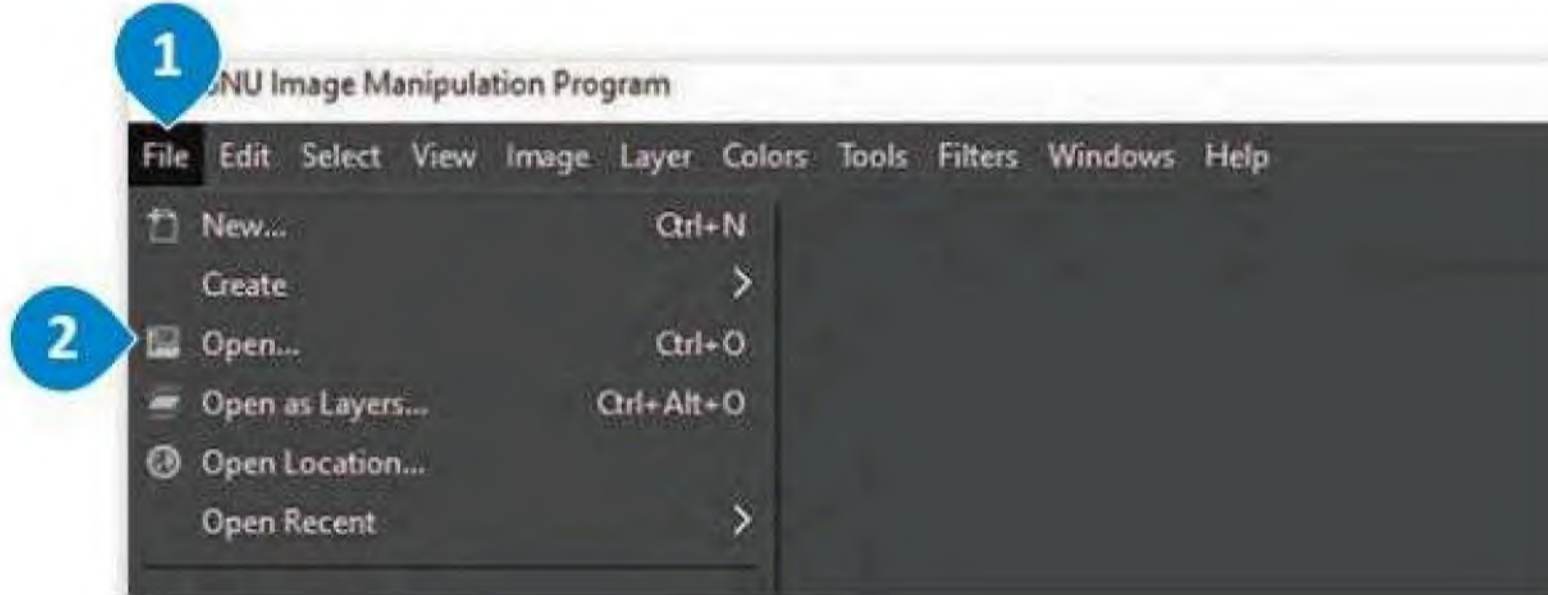 1
GNU Image Manipulation Program
File Edit Select View Image Layer Colors Tools Filters Windows Help
New... Ctrl+N
Create >
2
Open... Ctrl+O
Open as Layers... Ctrl+Alt+O
Open Location...
Open Recent >